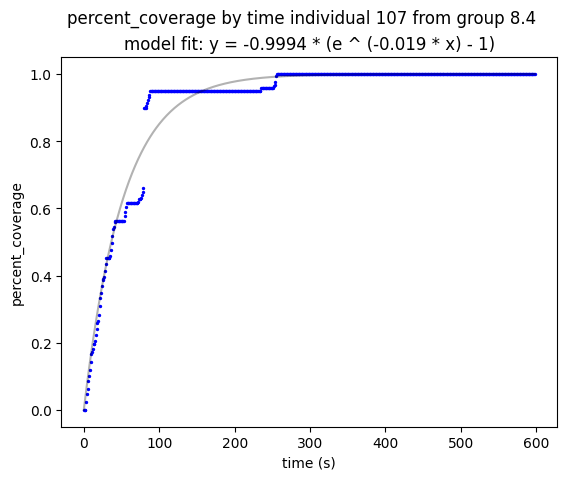 percent_coverage by time individual 107 from group 8.4
model fit: y = -0.9994 * (e ^ (-0.019 * x) - 1)
1.0
0.8
0.6
0.4
0.2
0.0
percent_coverage
0 100 200 300 400 500 600
time (s)